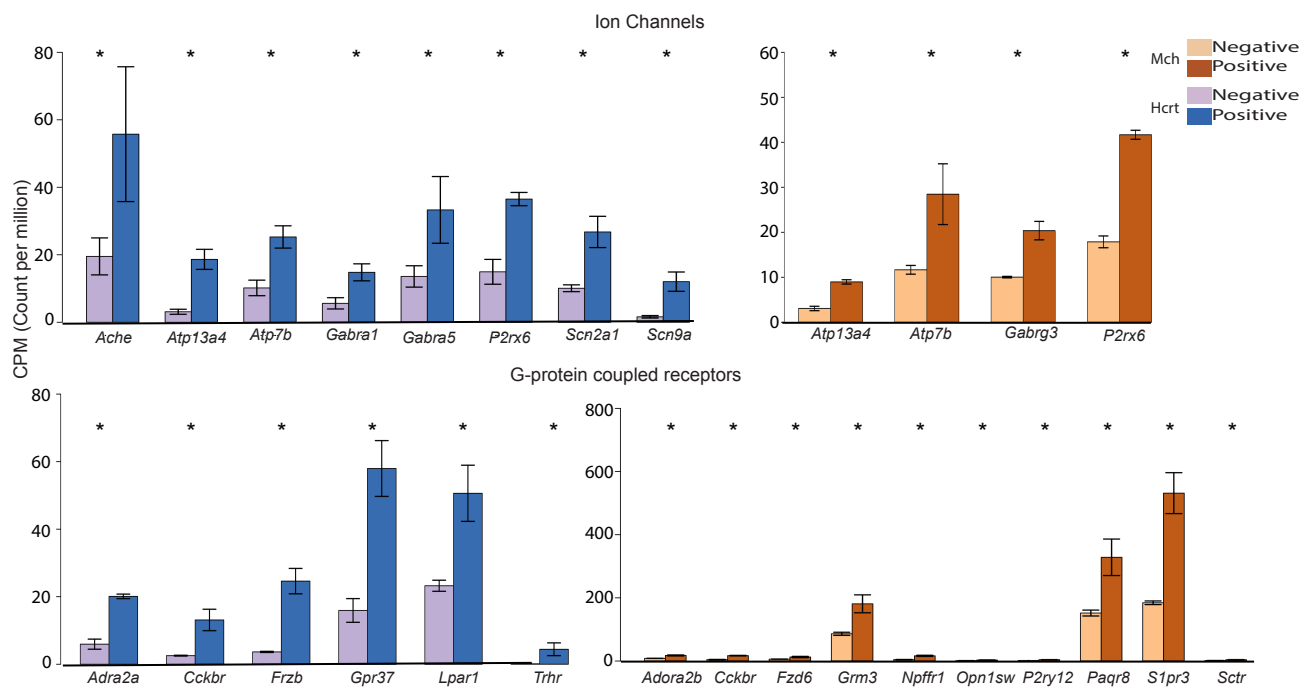 Ion Channels
80
60
40
20
0
* * * * * * * *
Ache Atp13a4 Atp7b Gabra1 Gabra5 P2rx6 Scn2a1 Scn9a
60
50
40
30
20
10
0
* * * *
Atp13a4 Atp7b Gabrg3 P2rx6
Mch
Negative
Positive
Hcrt
Negative
Positive
CPM (Count per million)
G-protein coupled receptors
80
60
40
20
0
* * * * * *
Adra2a Cckbr Frzb Gpr37 Lpar1 Trhr
800
600
400
200
0
* * * * * * * * * *
Adora2b Cckbr Fzd6 Grm3 Npffr1 Opn1sw P2ry12 Paqr8 S1pr3 Sctr